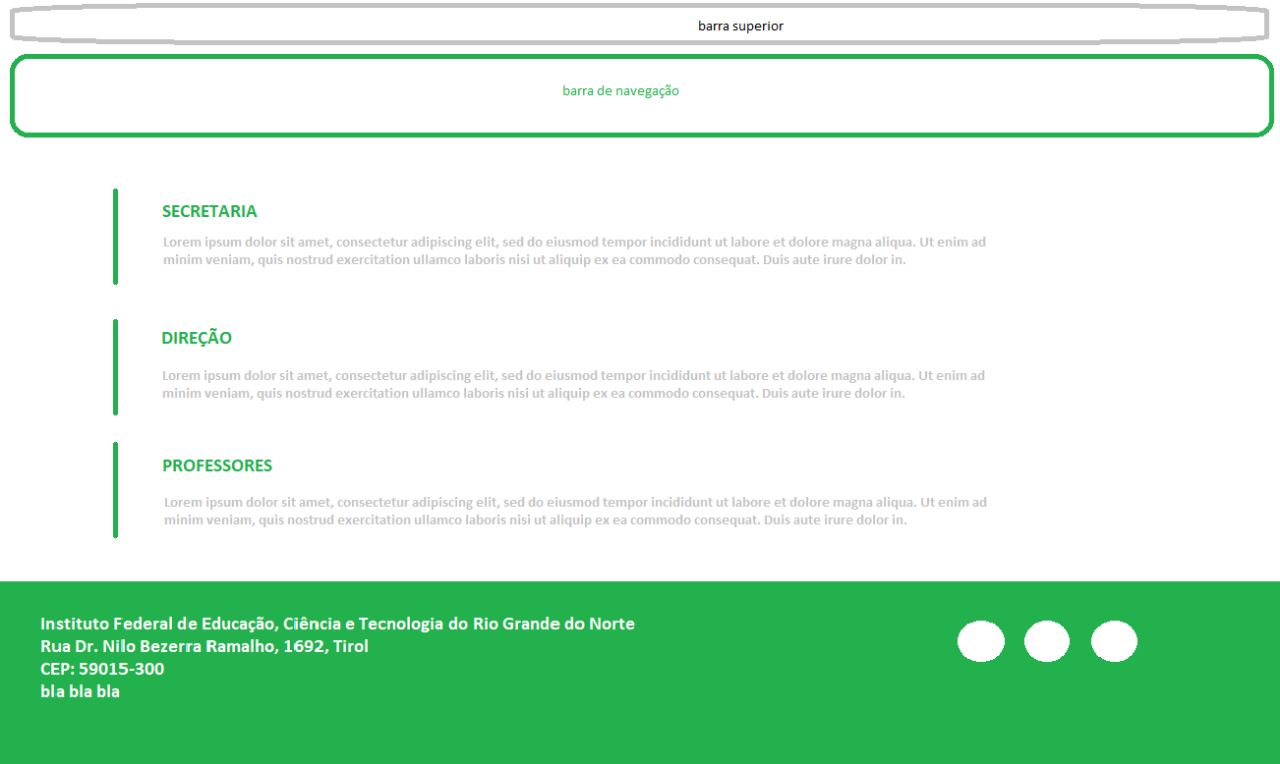 barra superior
barra de navegação
SECRETARIA
Lorem ipsum dolor sit amet, consectetur adipiscing elit, sed do eiusmod tempor incididunt ut labore et dolore magna aliqua. Ut enim ad
minim veniam, quis nostrud exercitation ullamco laboris nisi ut aliquip ex ea commodo consequat. Duis aute irure dolor in.
DIREÇÃO
Lorem ipsum dolor sit amet, consectetur adipiscing elit, sed do eiusmod tempor incididunt ut labore et dolore magna aliqua. Ut enim ad
minim veniam, quis nostrud exercitation ullamco laboris nisi ut aliquip ex ea commodo consequat. Duis aute irure dolor in.
PROFESSORES
Lorem ipsum dolor sit amet, consectetur adipiscing elit, sed do eiusmod tempor incididunt ut labore et dolore magna aliqua. Ut enim ad
minim veniam, quis nostrud exercitation ullamco laboris nisi ut aliquip ex ea commodo consequat. Duis aute irure dolor in.
Instituto Federal de Educação, Ciência e Tecnologia do Rio Grande do Norte
Rua Dr. Nilo Bezerra Ramalho, 1692, Tirol
CEP: 59015-300
bla bla bla